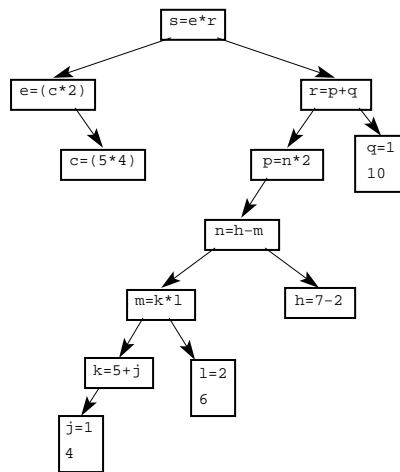 s=e*r
e=(c*2)
r=p+q
c=(5*4)
p=n*2
q=1
10
n=h-m
m=k*l
h=7-2
k=5+j
l=2
6
j=1
4